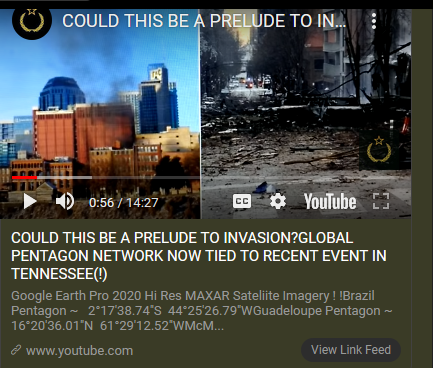 COULD THIS BE A PRELUDE TO IN...
0:56 / 14:27
CC
YouTube
COULD THIS BE A PRELUDE TO INVASION?GLOBAL
PENTAGON NETWORK NOW TIED TO RECENT EVENT IN
TENNESSEE(!)
Google Earth Pro 2020 Hi Res MAXAR Sateliite Imagery ! !Brazil
Pentagon ~   2°17'38.74"S  44°25'26.79"WGuadeloupe Pentagon ~
16°20'36.01"N  61°29'12.52"WMcM...
www.youtube.com
View Link Feed